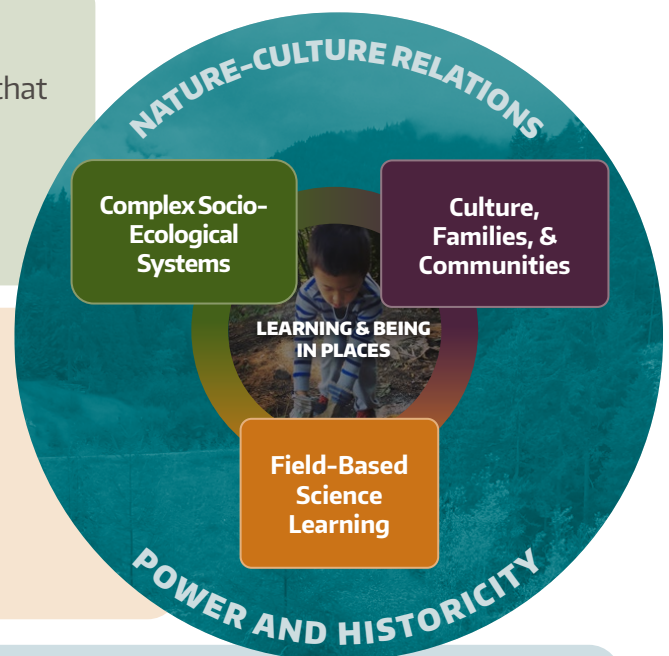 that
NATURE-CULTURE RELATIONS
Complex Socio-
Ecological
Systems
Culture,
Families, &
Communities
LEARNING & BEING
IN PLACES
Field-Based
Science
Learning
POWER AND HISTORICITY